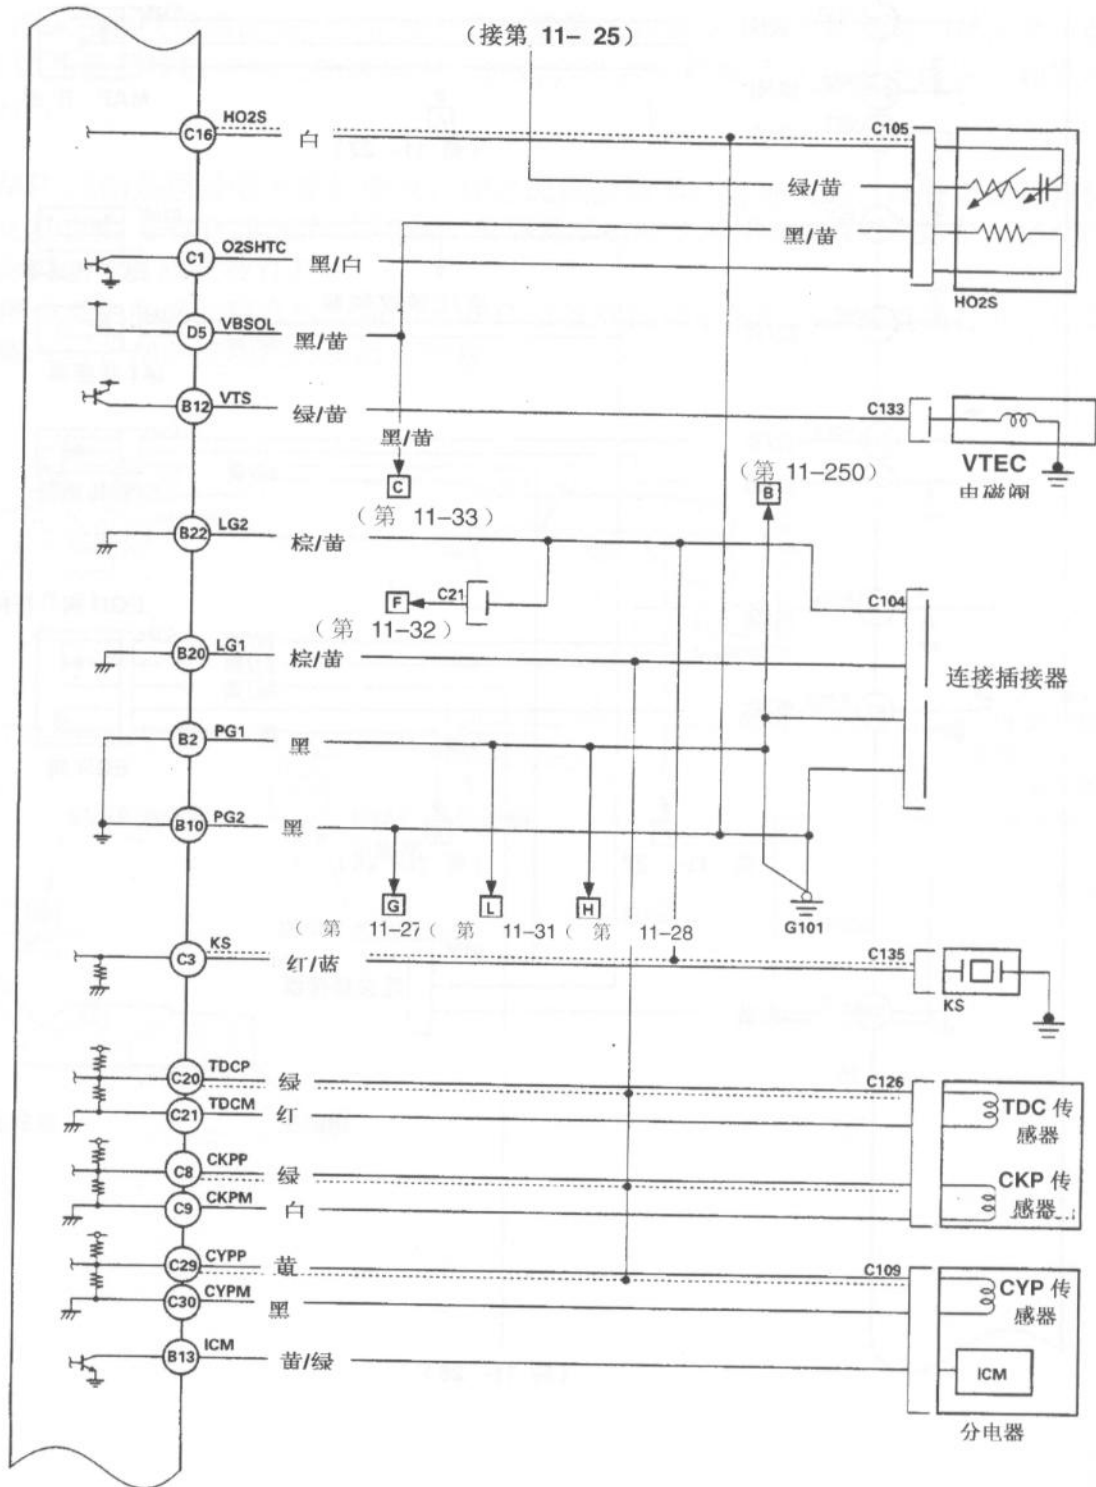 (接第 11– 25)
C16 HO2S 白 C105
绿/黄
黑/黄
C1 O2SHTC 黑/白
HO2S
D5 VBSOL 黑/黄
B12 VTS 绿/黄 C133
黑/黄
VTEC
电磁阀
C
(第 11–33)
(第 11–250)
B
B22 LG2 棕/黄
F C21 C104
(第 11–32)
B20 LG1 棕/黄
连接插接器
B2 PG1 黑
B10 PG2 黑
G L H
(第 11–27 (第 11–31 (第 11–28
G101
C3 KS 红/蓝 C135
KS
C20 TDCP 绿 C126
C21 TDCM 红
TDC 传
感器
C8 CKPP 绿
C9 CKPM 白
CKP 传
感器
C29 CYPP 黄 C109
C30 CYPM 黑
CYP 传
感器
B13 ICM 黄/绿
ICM
分电器